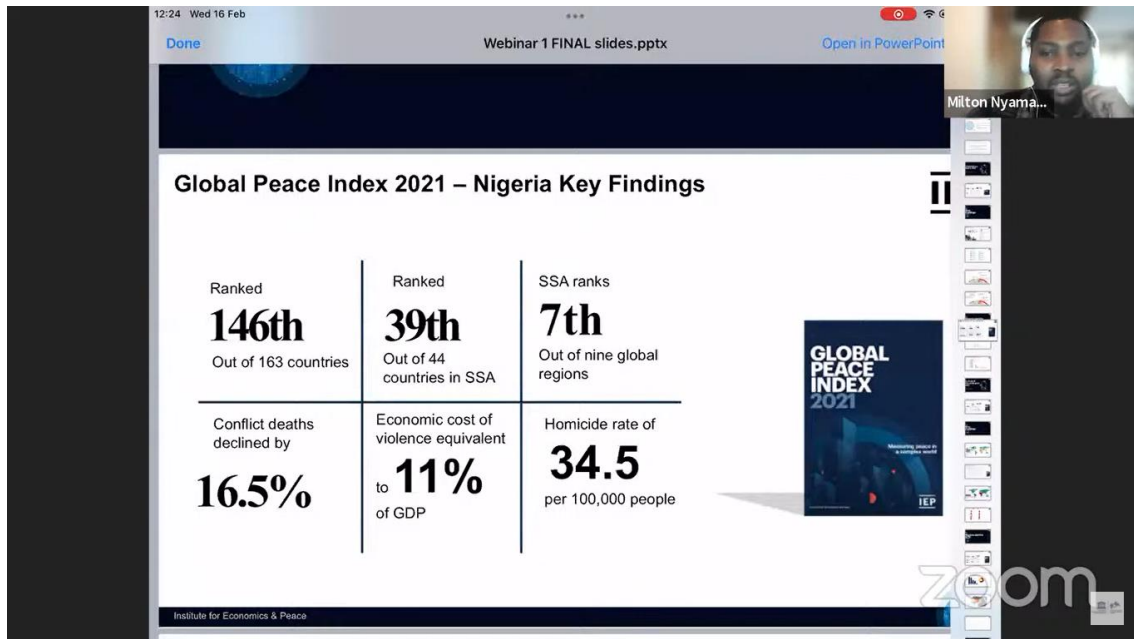 12:24 Wed 16 Feb
Done
Webinar 1 FINAL slides.pptx
Open in PowerPoint
Milton Nyama...
Global Peace Index 2021 – Nigeria Key Findings
Ranked
146th
Out of 163 countries
Ranked
39th
Out of 44
countries in SSA
SSA ranks
7th
Out of nine global
regions
Conflict deaths
declined by
16.5%
Economic cost of
violence equivalent
to 11%
of GDP
Homicide rate of
34.5
per 100,000 people
GLOBAL
PEACE
INDEX
2021
Measuring peace in
a complex world
IEP
Institute for Economics & Peace
zoom